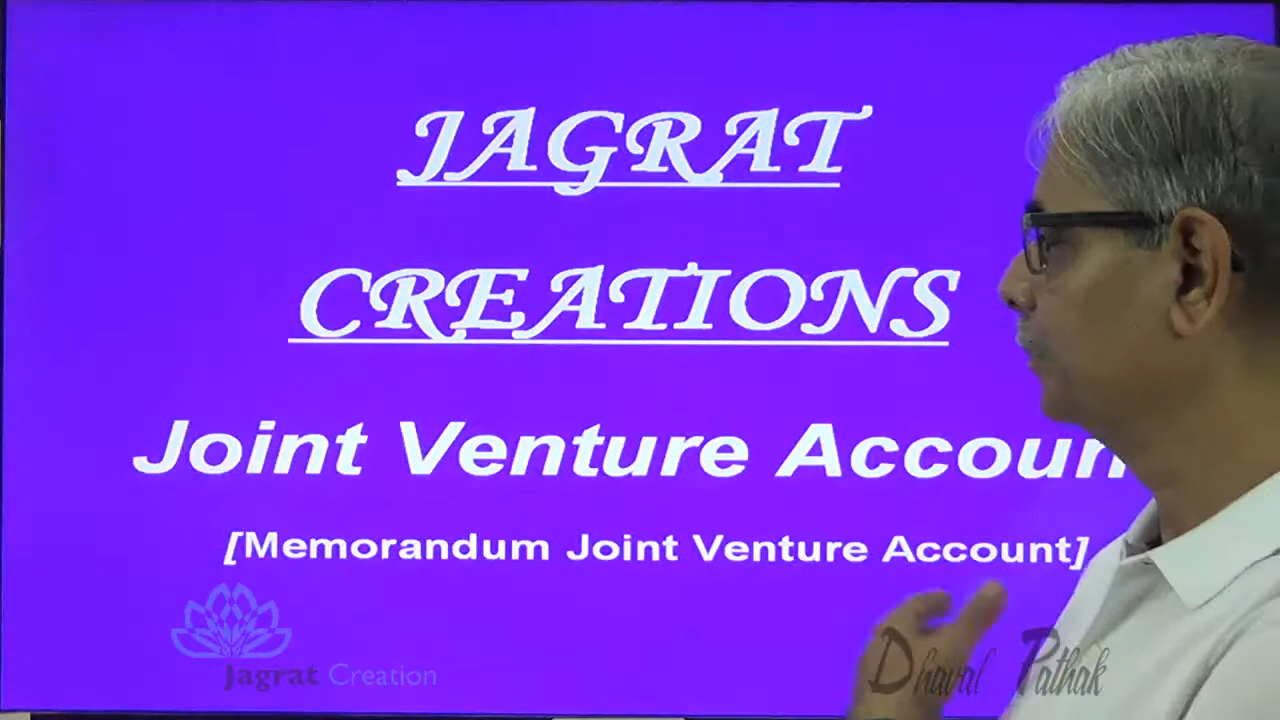 JAGRAT
CREATIONS
Joint Venture Accoun
[Memorandum Joint Venture Account]
Jagrat Creation
Dhaval Pathak